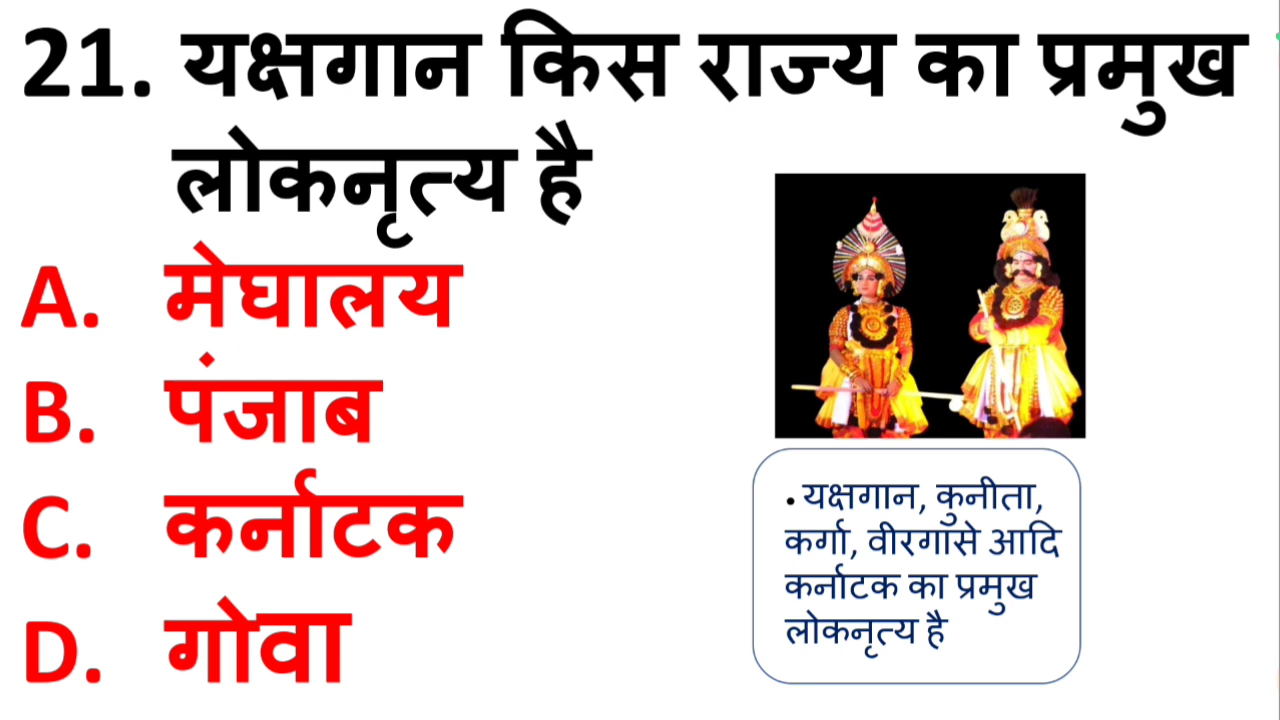 21. यक्षगान किस राज्य का प्रमुख
लोकनृत्य है
A. मेघालय
B. पंजाब
C. कर्नाटक
D. गोवा
• यक्षगान, कुनीता,
कर्गा, वीरगासे आदि
कर्नाटक का प्रमुख
लोकनृत्य है